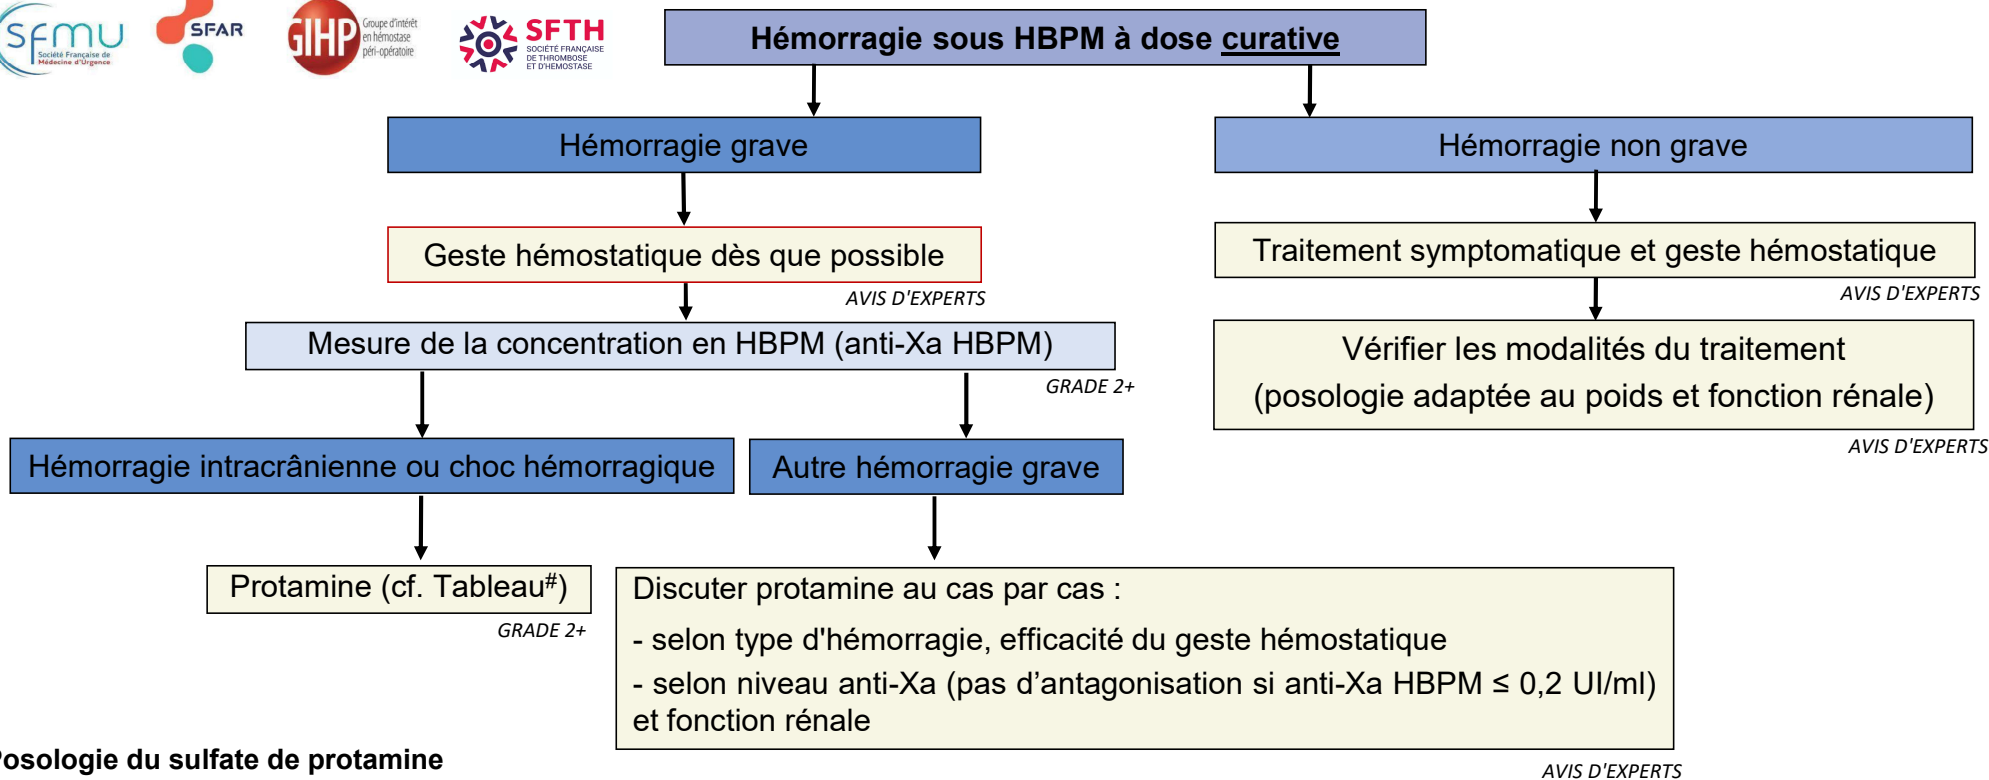 SFMU
Société Française de
Médecine d'Urgence
SFAR
GIHP
Groupe d'intérêt
en hémostase
péri-opératoire
SFTH
SOCIÉTÉ FRANÇAISE
DE THROMBOSE
ET D'HEMOSTASE
Hémorragie sous HBPM à dose curative
Hémorragie grave
Hémorragie non grave
Geste hémostatique dès que possible
AVIS D'EXPERTS
Traitement symptomatique et geste hémostatique
AVIS D'EXPERTS
Mesure de la concentration en HBPM (anti-Xa HBPM)
GRADE 2+
Vérifier les modalités du traitement
(posologie adaptée au poids et fonction rénale)
AVIS D'EXPERTS
Hémorragie intracrânienne ou choc hémorragique
Autre hémorragie grave
Protamine (cf. Tableau#)
GRADE 2+
Discuter protamine au cas par cas :
- selon type d'hémorragie, efficacité du geste hémostatique
- selon niveau anti-Xa (pas d’antagonisation si anti-Xa HBPM ≤ 0,2 UI/ml)
et fonction rénale
AVIS D'EXPERTS
Posologie du sulfate de protamine